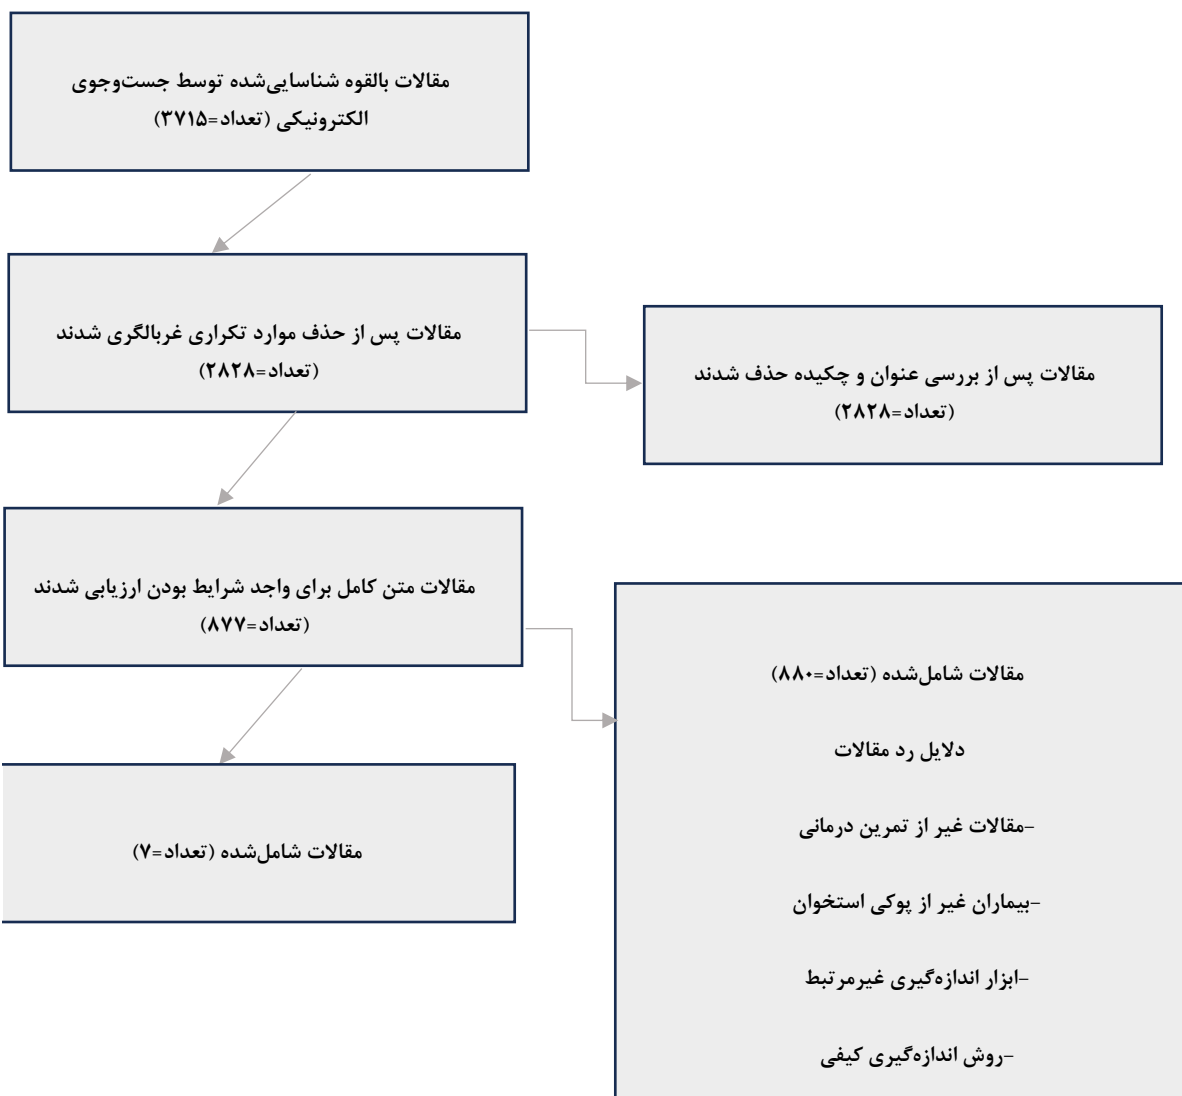 مقالات بالقوه شناسایی‌شده توسط جست‌وجوی
الکترونیکی (تعداد=۳۷۱۵)
مقالات پس از حذف موارد تکراری غربالگری شدند
(تعداد=۲۸۲۸)
مقالات پس از بررسی عنوان و چکیده حذف شدند
(تعداد=۲۸۲۸)
مقالات متن کامل برای واجد شرایط بودن ارزیابی شدند
(تعداد=۸۷۷)
مقالات شامل‌شده (تعداد=۸۸۰)
دلایل رد مقالات
-مقالات غیر از تمرین درمانی
-بیماران غیر از پوکی استخوان
-ابزار اندازه‌گیری غیرمرتبط
-روش اندازه‌گیری کیفی
مقالات شامل‌شده (تعداد=۷)